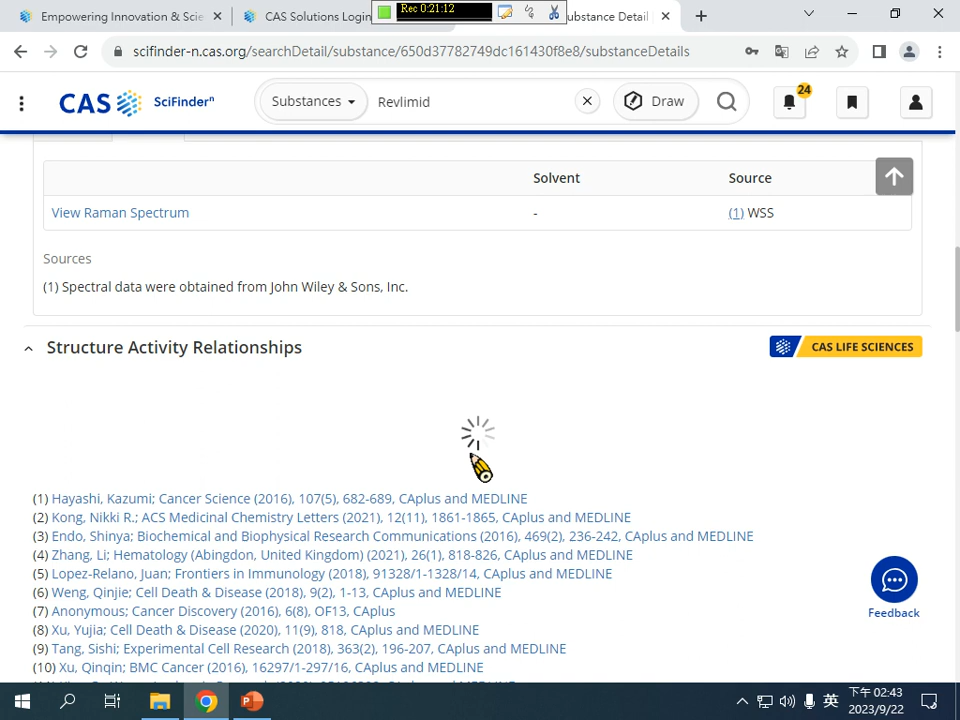 Empowering Innovation & Scie
CAS Solutions Login
Rec 0:21:12
ubstance Detail
scifinder-n.cas.org/searchDetail/substance/650d37782749dc161430f8e8/substanceDetails
CAS SciFinderⁿ
Substances
Revlimid
Draw
24
Solvent Source
View Raman Spectrum - (1) WSS
Sources
(1) Spectral data were obtained from John Wiley & Sons, Inc.
Structure Activity Relationships
CAS LIFE SCIENCES
(1) Hayashi, Kazumi; Cancer Science (2016), 107(5), 682-689, CAplus and MEDLINE
(2) Kong, Nikki R.; ACS Medicinal Chemistry Letters (2021), 12(11), 1861-1865, CAplus and MEDLINE
(3) Endo, Shinya; Biochemical and Biophysical Research Communications (2016), 469(2), 236-242, CAplus and MEDLINE
(4) Zhang, Li; Hematology (Abingdon, United Kingdom) (2021), 26(1), 818-826, CAplus and MEDLINE
(5) Lopez-Relano, Juan; Frontiers in Immunology (2018), 91328/1-1328/14, CAplus and MEDLINE
(6) Weng, Qinjie; Cell Death & Disease (2018), 9(2), 1-13, CAplus and MEDLINE
(7) Anonymous; Cancer Discovery (2016), 6(8), OF13, CAplus
(8) Xu, Yujia; Cell Death & Disease (2020), 11(9), 818, CAplus and MEDLINE
(9) Tang, Sishi; Experimental Cell Research (2018), 363(2), 196-207, CAplus and MEDLINE
(10) Xu, Qinqin; BMC Cancer (2016), 16297/1-297/16, CAplus and MEDLINE
Feedback
英
下午 02:43
2023/9/22